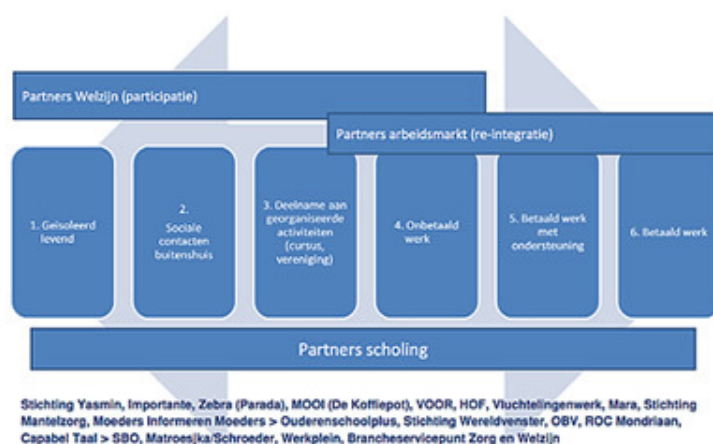 Partners Welzijn (participatie)
Partners arbeidsmarkt (re-integratie)
1. Geïsoleerd
levend
2.
Sociale
contacten
buitenshuis
3. Deelname aan
georganiseerde
activiteiten
(cursus,
vereniging)
4. Onbetaald
werk
5. Betaald werk
met
ondersteuning
6. Betaald werk
Partners scholing
Stichting Yasmin, Importante, Zebra (Parada), MOOI (De Koffiepot), VOOR, HOF, Vluchtelingenwerk, Mara, Stichting
Mantelzorg, Moeders Informeren Moeders > Ouderenschoolplus, Stichting Wereldvenster, OBV, ROC Mondriaan,
Capabel Taal > SBO, Matroesjka/Schroeder, Werkplein, Brancheservicepunt Zorg en Welzijn